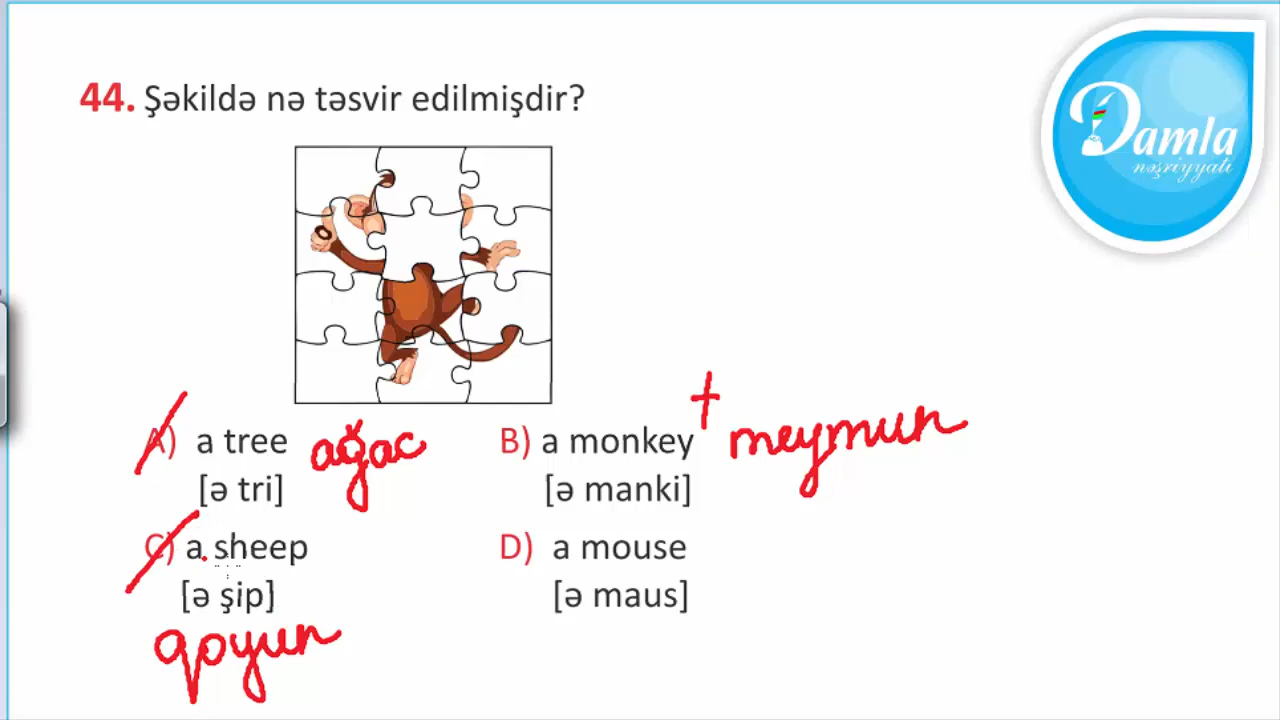 44. Şəkildə nə təsvir edilmişdir?
Damla
nəşriyyatı
A) a tree ağac B) a monkey + meymun
[ə tri] [ə manki]
C) a sheep D) a mouse
[ə şip] [ə maus]
qoyun